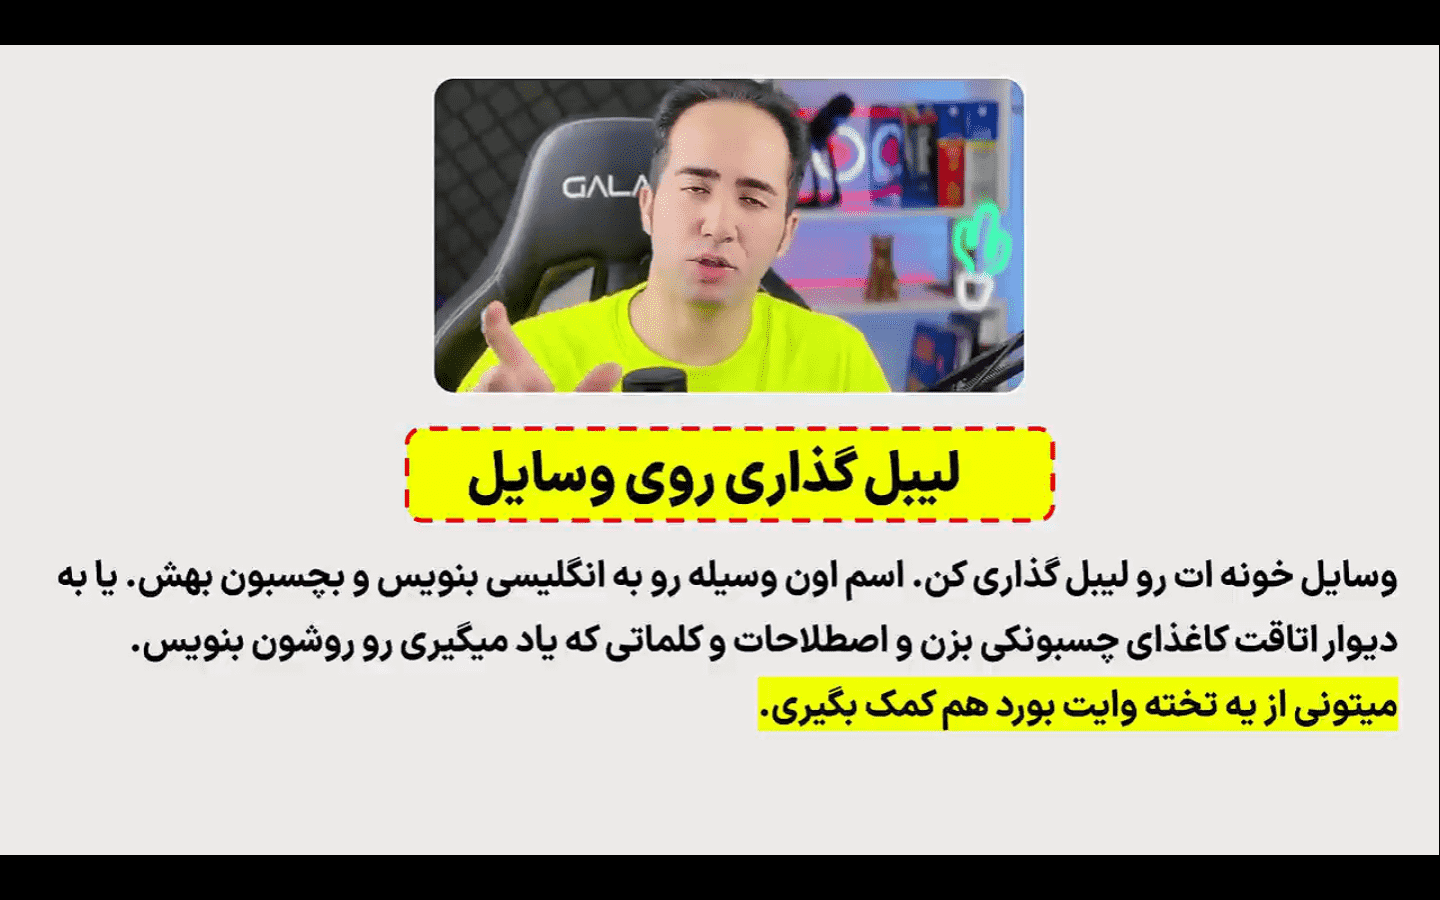 GALA
لیبل گذاری روی وسایل
وسایل خونه ات رو لیبل گذاری کن. اسم اون وسیله رو به انگلیسی بنویس و بچسبون بهش. یا به
دیوار اتاقت کاغذای چسبونکی بزن و اصطلاحات و کلماتی که یاد میگیری رو روشون بنویس.
میتونی از یه تخته وایت بورد هم کمک بگیری.